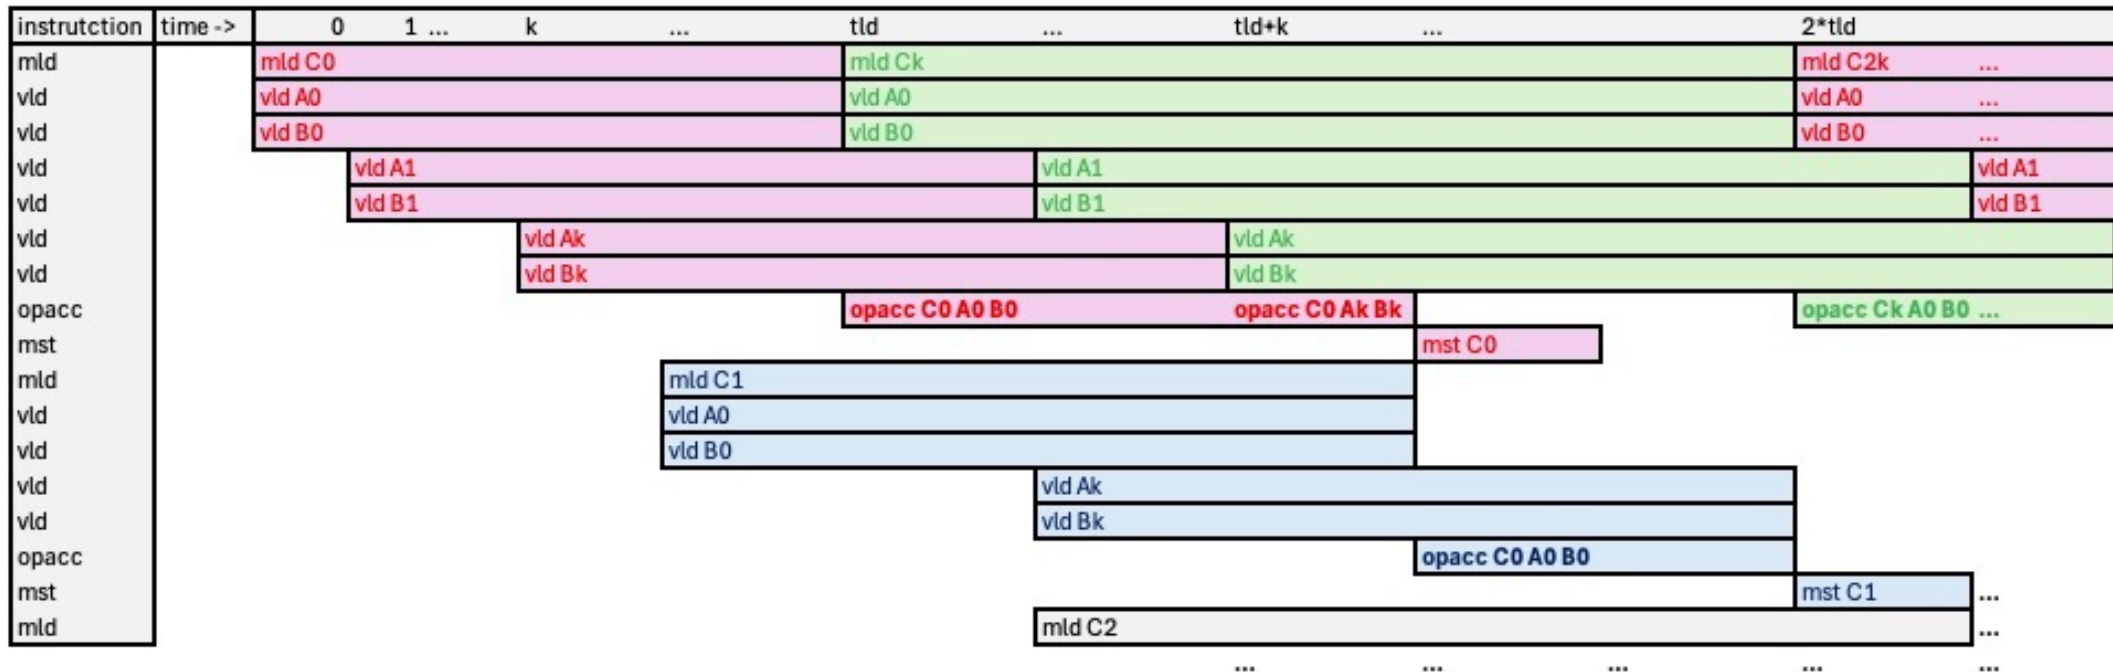 instrutction time -> 0 1 ... k ... tld ... tld+k ... 2*tld
mld mld C0 mld Ck mld C2k ...
vld vld A0 vld A0 vld A0 ...
vld vld B0 vld B0 vld B0 ...
vld vld A1 vld A1 vld A1
vld vld B1 vld B1 vld B1
vld vld Ak vld Ak
vld vld Bk vld Bk
opacc opacc C0 A0 B0 opacc C0 Ak Bk opacc Ck A0 B0 ...
mst mst C0
mld mld C1
vld vld A0
vld vld B0
vld vld Ak
vld vld Bk
opacc opacc C0 A0 B0
mst mst C1 ...
mld mld C2 ...
... ... ... ... ...